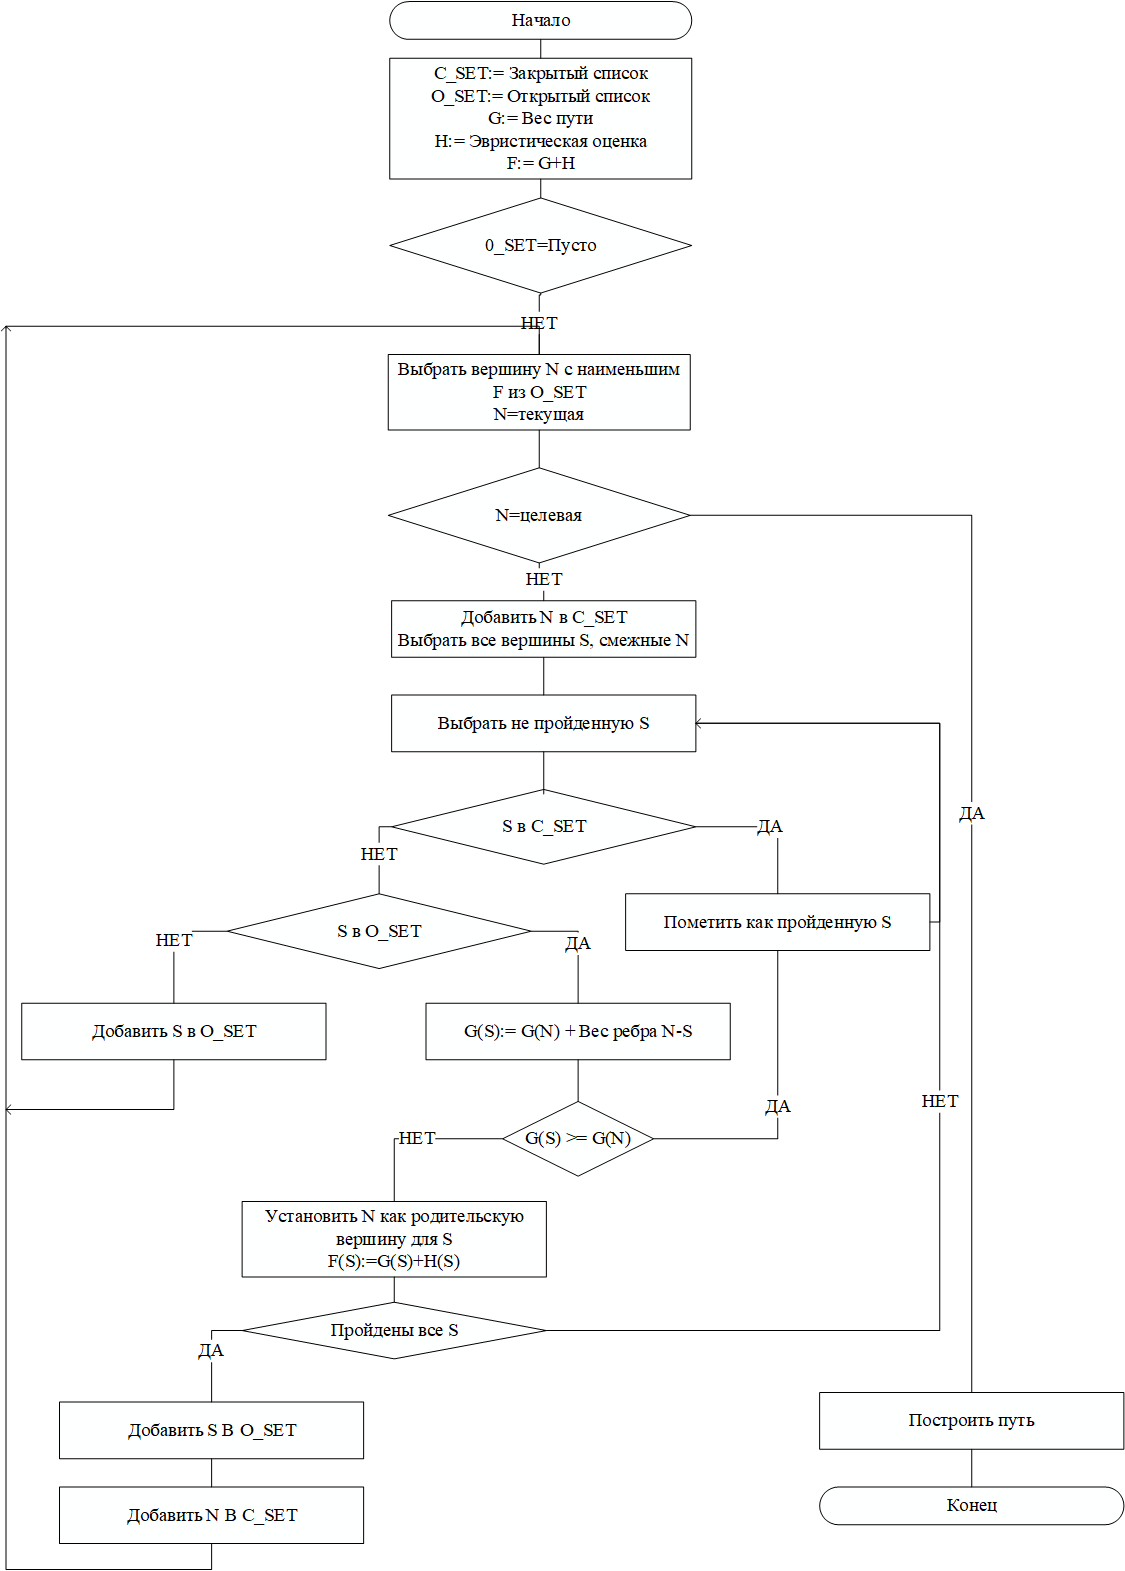 Начало
C_SET:= Закрытый список
O_SET:= Открытый список
G:= Вес пути
H:= Эвристическая оценка
F:= G+H
0_SET=Пусто
НЕТ
Выбрать вершину N с наименьшим
F из O_SET
N=текущая
N=целевая
НЕТ
Добавить N в C_SET
Выбрать все вершины S, смежные N
Выбрать не пройденную S
ДА
S в C_SET
ДА
НЕТ
Пометить как пройденную S
S в O_SET
НЕТ
ДА
Добавить S в O_SET
G(S):= G(N) + Вес ребра N-S
НЕТ
ДА
G(S) >= G(N)
НЕТ
Установить N как родительскую
вершину для S
F(S):=G(S)+H(S)
Пройдены все S
ДА
Добавить S В O_SET
Построить путь
Добавить N В C_SET
Конец